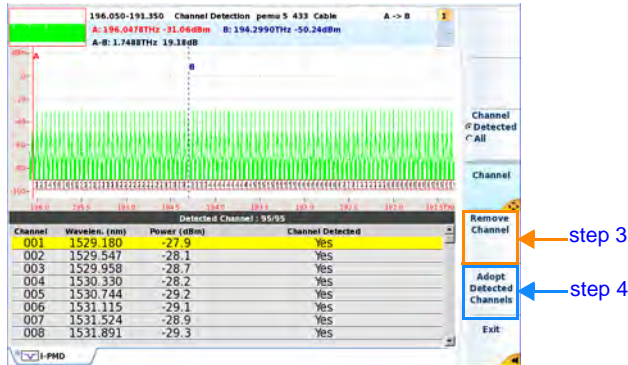 196.050-191.350 Channel Detection pemu 5 433 Cable A -> B 1
A: 196.0478THz -31.06dBm B: 194.2990THz -50.24dBm
A-B: 1.7488THz 19.18dB
dBm
A
B
Channel
Detected
All
Channel
Remove
Channel
step 3
Adopt
Detected
Channels
step 4
Exit
Detected Channel : 95/95
Channel Wavelen. (nm) Power (dBm) Channel Detected
001 1529.180 -27.9 Yes
002 1529.547 -28.1 Yes
003 1529.958 -28.7 Yes
004 1530.330 -28.2 Yes
005 1530.744 -29.2 Yes
006 1531.115 -29.1 Yes
007 1531.524 -28.9 Yes
008 1531.891 -29.3 Yes
I-PMD